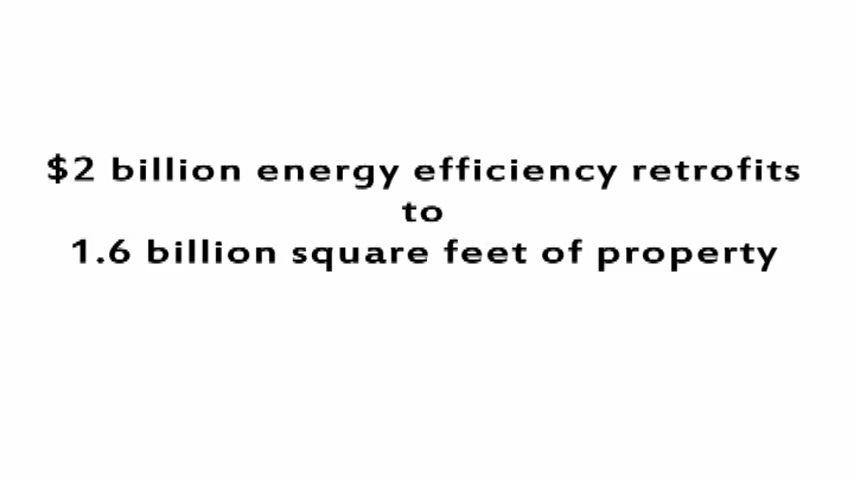 $2 billion energy efficiency retrofits
to
1.6 billion square feet of property